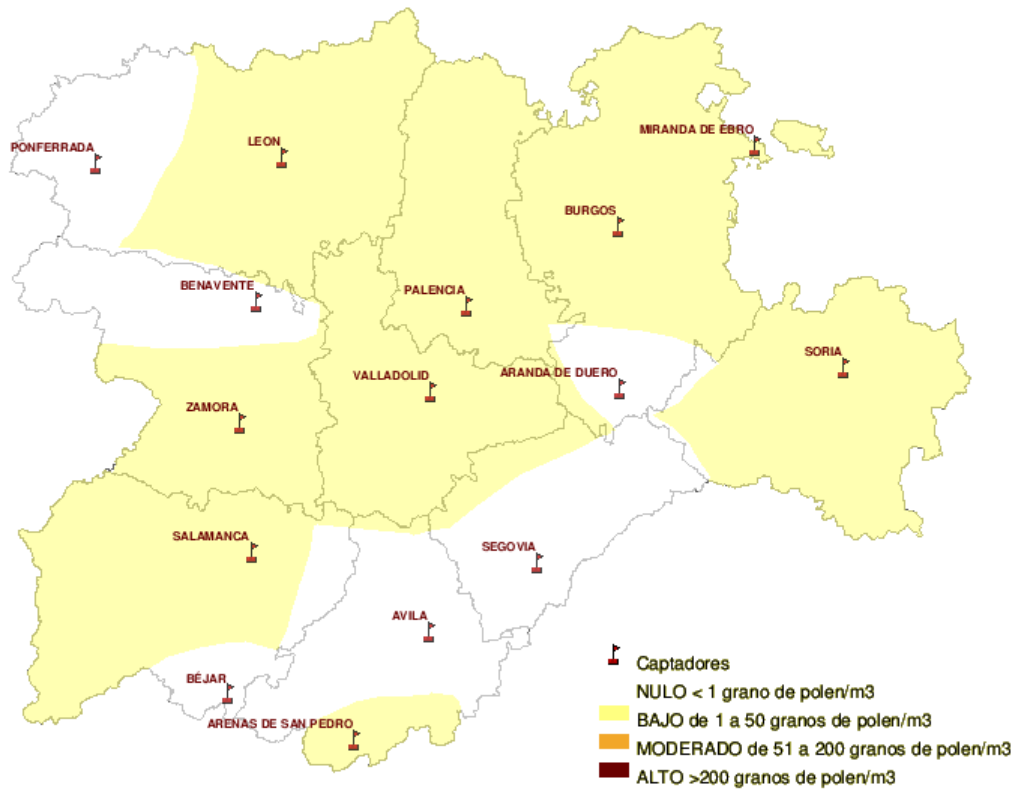 MIRANDA DE EBRO
LEON
PONFERRADA
BURGOS
BENAVENTE
PALENCIA
SORIA
ARANDA DE DUERO
VALLADOLID
ZAMORA
SALAMANCA
SEGOVIA
AVILA
BÉJAR
ARENAS DE SAN PEDRO
Captadores
NULO < 1 grano de polen/m3
BAJO de 1 a 50 granos de polen/m3
MODERADO de 51 a 200 granos de polen/m3
ALTO >200 granos de polen/m3